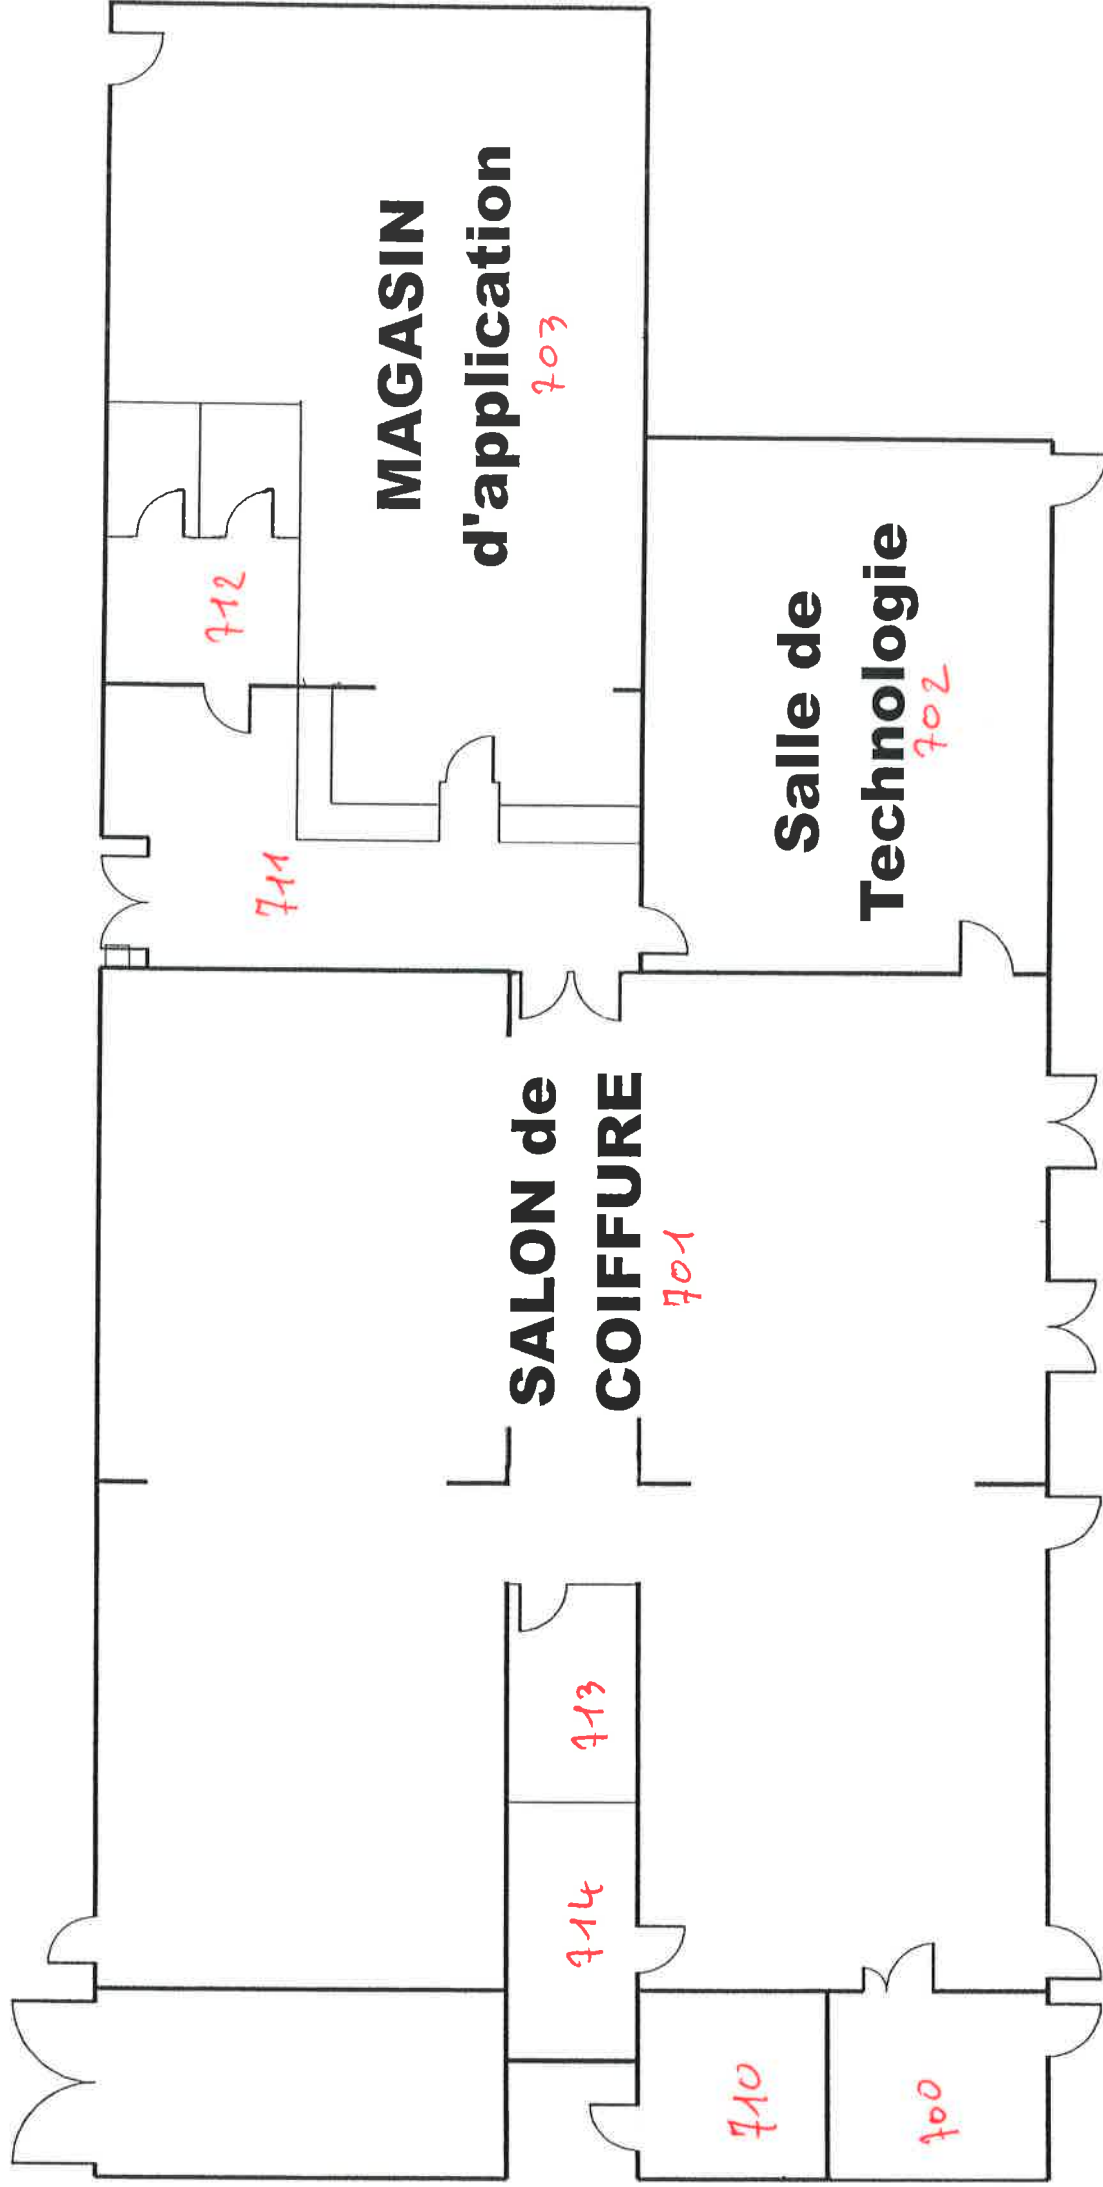 MAGASIN
d'application
703
712
711
Salle de
Technologie
702
SALON de
COIFFURE
701
713
714
710
700